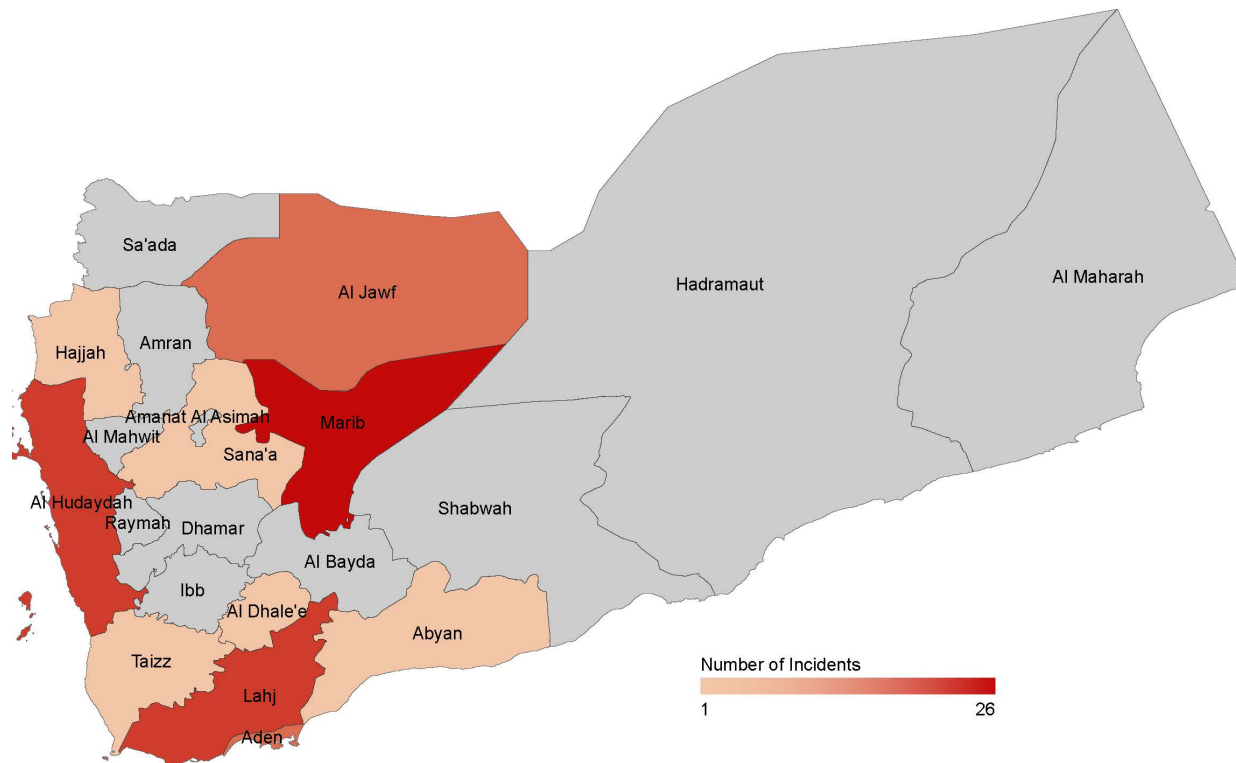 Sa'ada
Al Jawf
Hadramaut
Al Maharah
Hajjah
Amran
Amanat Al Asimah
Marib
Al Mahwit
Sana'a
Al Hudaydah
Raymah
Dhamar
Shabwah
Al Bayda
Ibb
Al Dhale'e
Abyan
Taizz
Lahj
Aden
Number of Incidents
1
26